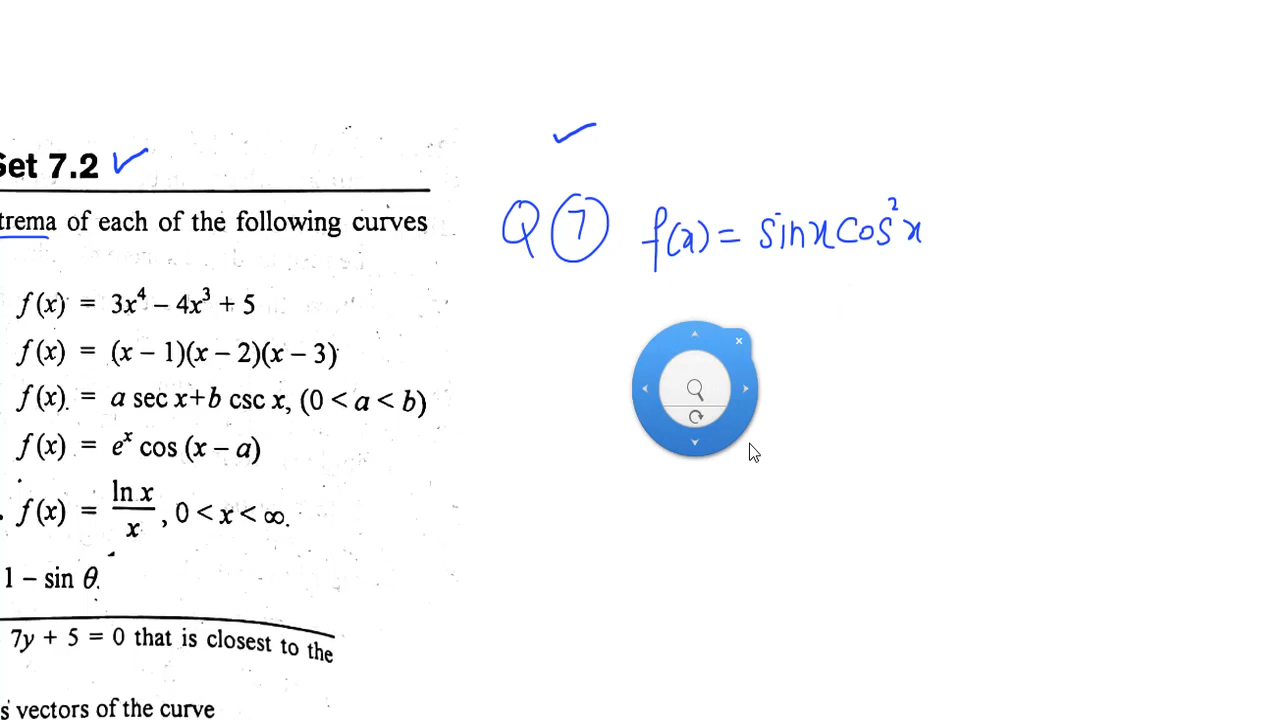 Set 7.2
trema of each of the following curves
f(x) = 3x⁴ – 4x³ + 5
f(x) = (x – 1)(x – 2)(x – 3)
f(x) = a sec x+b csc x, (0 < a < b)
f(x) = eˣ cos (x – a)
f(x) = ln x / x , 0 < x < ∞.
1 – sin θ.
7y + 5 = 0 that is closest to the
s vectors of the curve
Q 7 f(x) = sinx cos²x